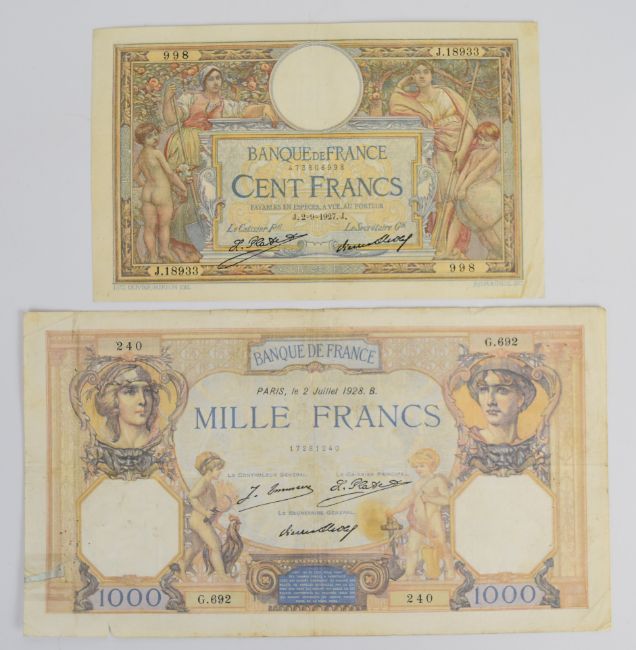 998
J.18933
BANQUE DE FRANCE
473808998
CENT FRANCS
PAYABLES EN ESPÈCES, A VUE, AU PORTEUR
J.2-9-1927.J.
Le Caissier Pal
Le Secrétaire Gal
J.18933
998
240
G.692
BANQUE DE FRANCE
PARIS, le 2 Juillet 1928. B.
MILLE FRANCS
17281240
LE CONTRÔLEUR GÉNÉRAL,
LE CAISSIER PRINCIPAL,
LE SECRÉTAIRE GÉNÉRAL,
1000
G.692
240
1000